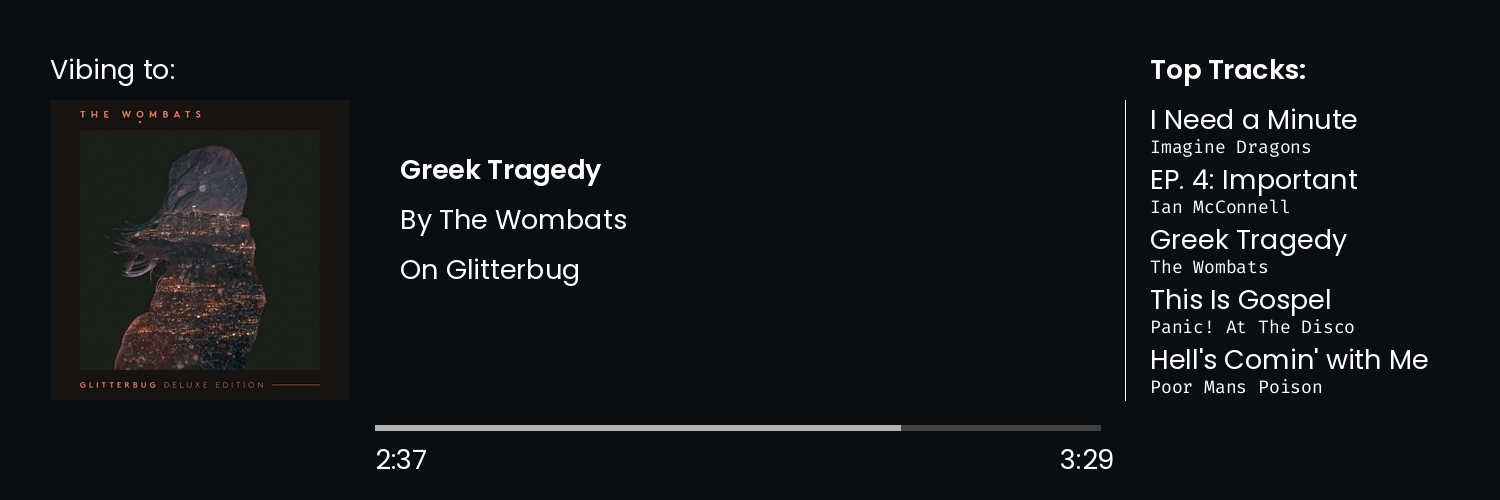 Vibing to:
THE WOMBATS
GLITTERBUG DELUXE EDITION
Greek Tragedy
By The Wombats
On Glitterbug
2:37
3:29
Top Tracks:
I Need a Minute
Imagine Dragons
EP. 4: Important
Ian McConnell
Greek Tragedy
The Wombats
This Is Gospel
Panic! At The Disco
Hell's Comin' with Me
Poor Mans Poison